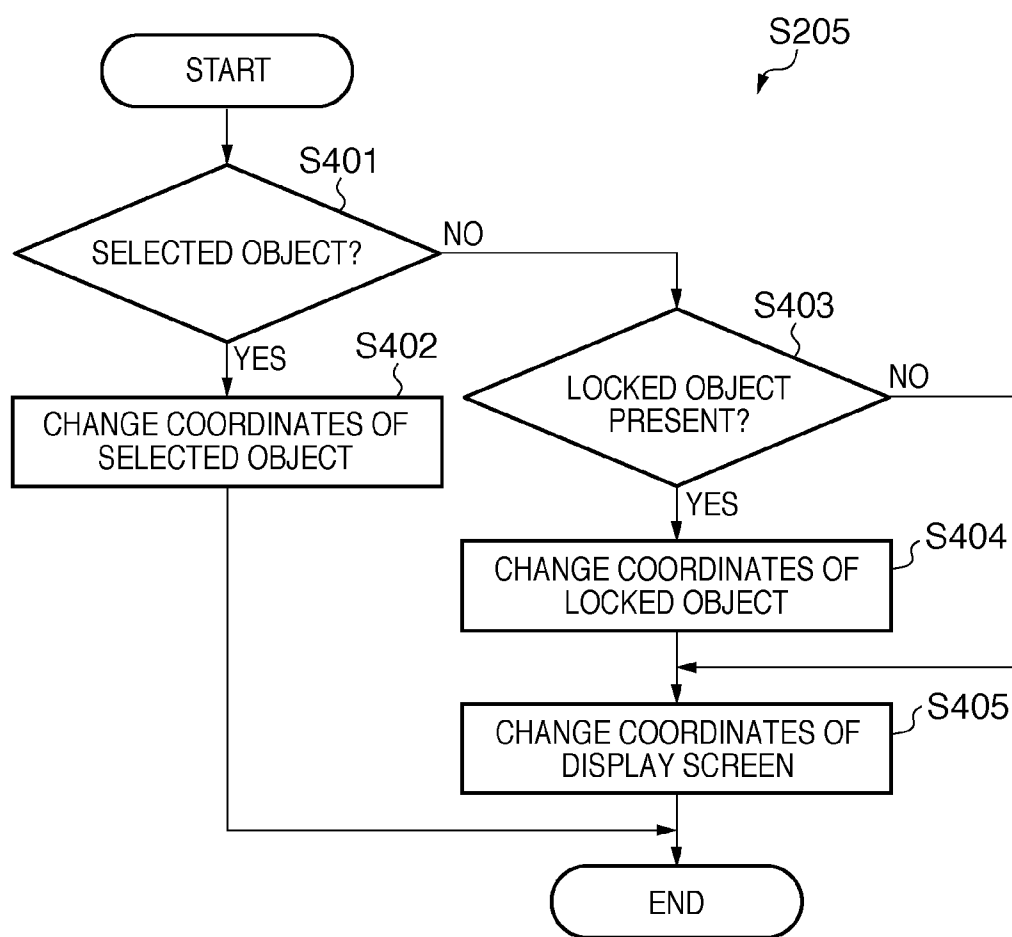 S205
START
S401
SELECTED OBJECT?
NO
YES
S402
CHANGE COORDINATES OF
SELECTED OBJECT
S403
LOCKED OBJECT
PRESENT?
NO
YES
S404
CHANGE COORDINATES OF
LOCKED OBJECT
S405
CHANGE COORDINATES OF
DISPLAY SCREEN
END